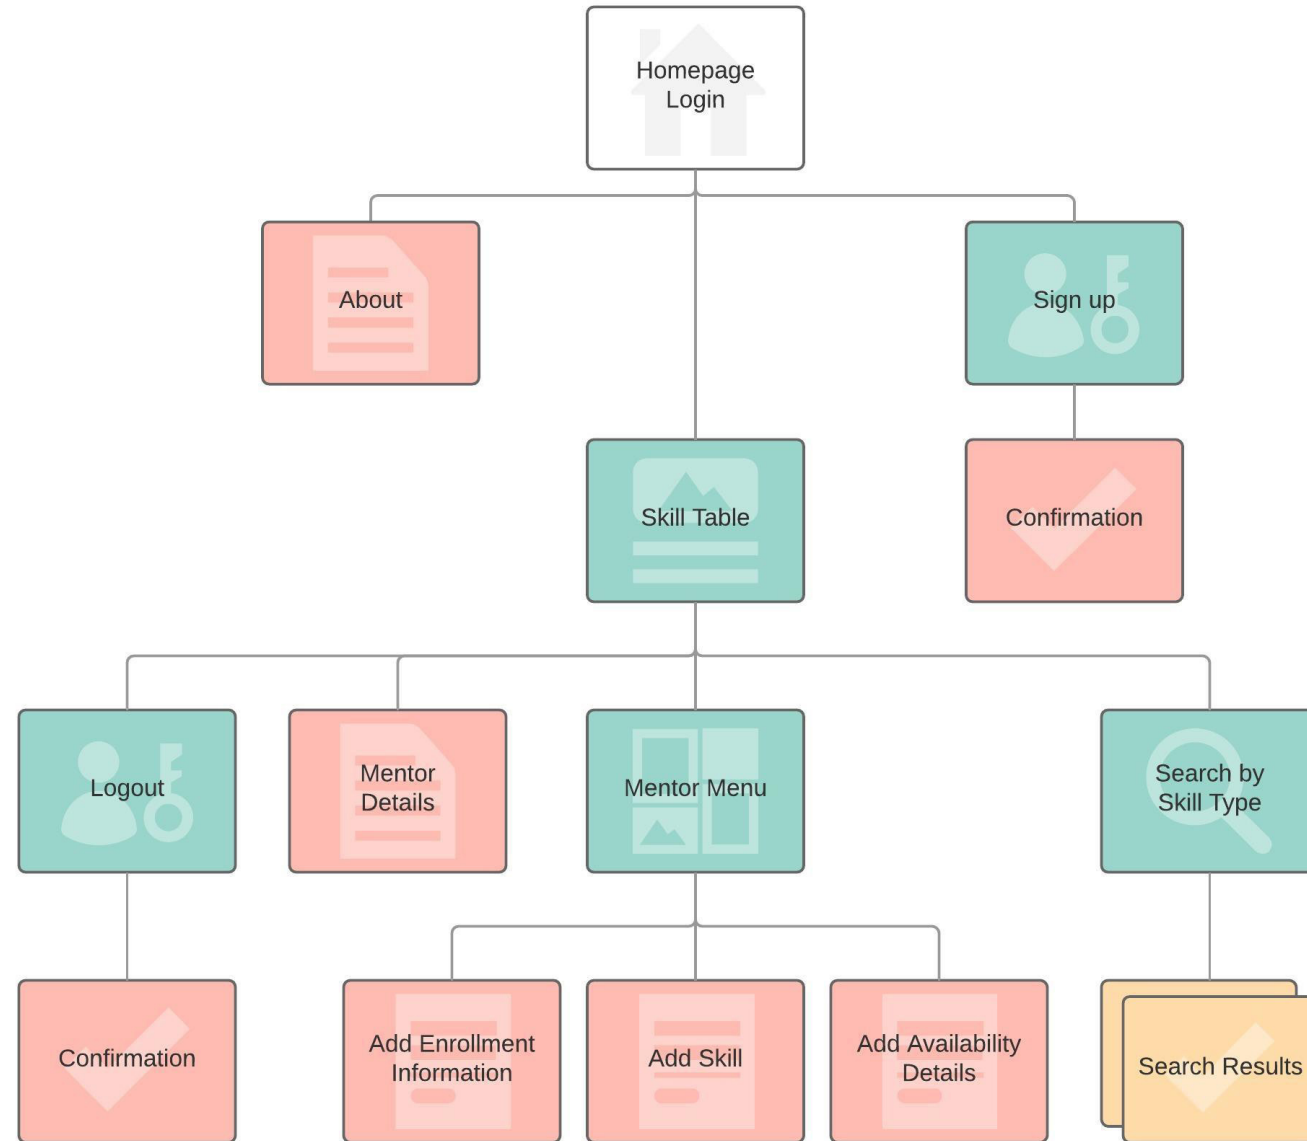 Homepage
Login
About
Sign up
Skill Table
Confirmation
Logout
Mentor
Details
Mentor Menu
Search by
Skill Type
Confirmation
Add Enrollment
Information
Add Skill
Add Availability
Details
Search Results